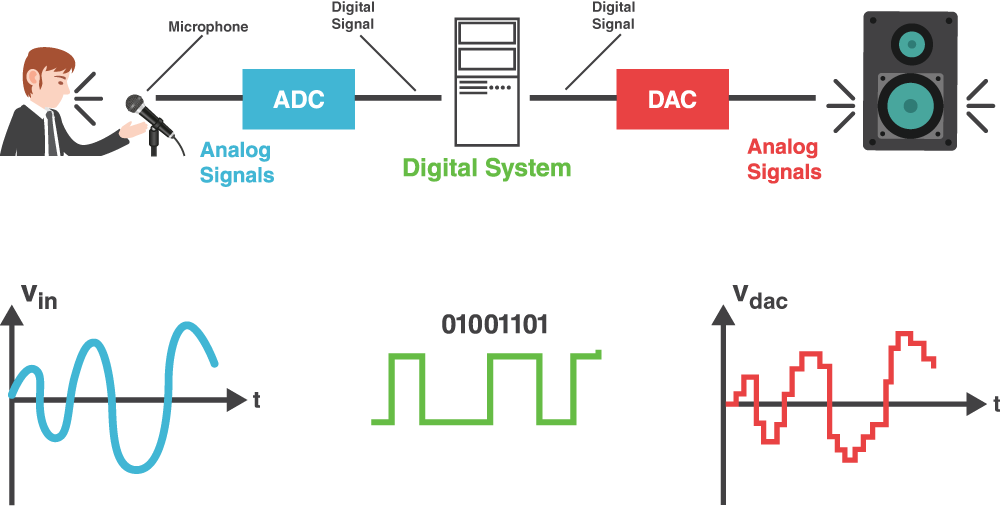 Microphone
Digital
Signal
Digital
Signal
ADC
DAC
Analog
Signals
Digital System
Analog
Signals
Vin
t
01001101
Vdac
t